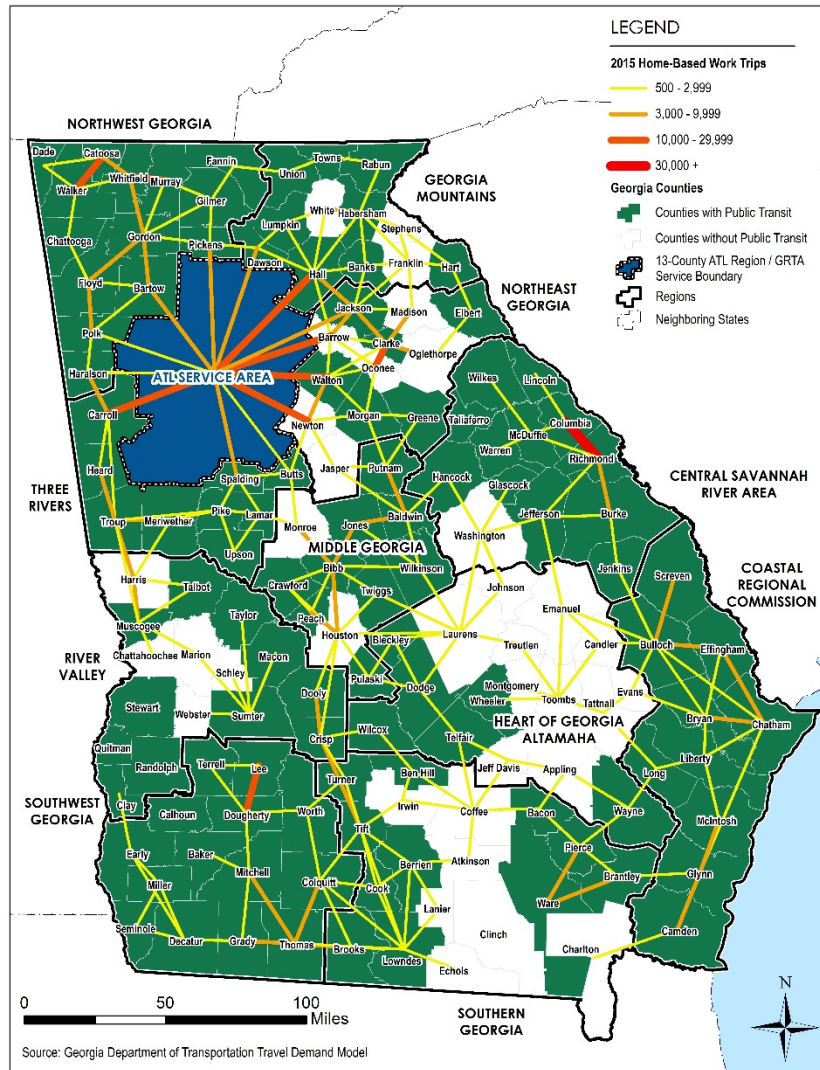 LEGEND
2015 Home-Based Work Trips
500 - 2,999
3,000 - 9,999
10,000 - 29,999
30,000 +
Georgia Counties
Counties with Public Transit
Counties without Public Transit
13-County ATL Region / GRTA
Service Boundary
Regions
Neighboring States
NORTHWEST GEORGIA
GEORGIA
MOUNTAINS
NORTHEAST
GEORGIA
CENTRAL SAVANNAH
RIVER AREA
COASTAL
REGIONAL
COMMISSION
THREE
RIVERS
MIDDLE GEORGIA
RIVER
VALLEY
HEART OF GEORGIA
ALTAMAHA
SOUTHWEST
GEORGIA
SOUTHERN
GEORGIA
ATL SERVICE AREA
Dade
Catoosa
Fannin
Towns
Rabun
Union
Walker
Whitfield
Murray
Gilmer
White
Habersham
Stephens
Lumpkin
Chattooga
Gordon
Pickens
Dawson
Hall
Banks
Franklin
Hart
Floyd
Bartow
Jackson
Madison
Elbert
Polk
Barrow
Clarke
Oglethorpe
Oconee
Haralson
Walton
Wilkes
Lincoln
Carroll
Newton
Morgan
Greene
Taliaferro
Columbia
McDuffie
Warren
Richmond
Heard
Spalding
Butts
Jasper
Putnam
Hancock
Glascock
Troup
Meriwether
Pike
Lamar
Monroe
Jones
Baldwin
Jefferson
Burke
Upson
Washington
Harris
Talbot
Bibb
Wilkinson
Crawford
Twiggs
Johnson
Jenkins
Screven
Muscogee
Taylor
Peach
Houston
Bleckley
Laurens
Emanuel
Chattahoochee
Marion
Macon
Treutlen
Candler
Bulloch
Effingham
Schley
Pulaski
Dodge
Montgomery
Wheeler
Toombs
Tattnall
Evans
Stewart
Webster
Sumter
Dooly
Bryan
Chatham
Quitman
Crisp
Wilcox
Telfair
Liberty
Randolph
Terrell
Lee
Turner
Ben Hill
Jeff Davis
Appling
Long
Clay
Calhoun
Dougherty
Worth
Irwin
Coffee
Bacon
Wayne
McIntosh
Early
Baker
Mitchell
Tift
Berrien
Atkinson
Pierce
Miller
Colquitt
Cook
Ware
Brantley
Glynn
Lanier
Seminole
Decatur
Grady
Thomas
Brooks
Lowndes
Clinch
Charlton
Camden
Echols
0
50
100
Miles
N
Source: Georgia Department of Transportation Travel Demand Model